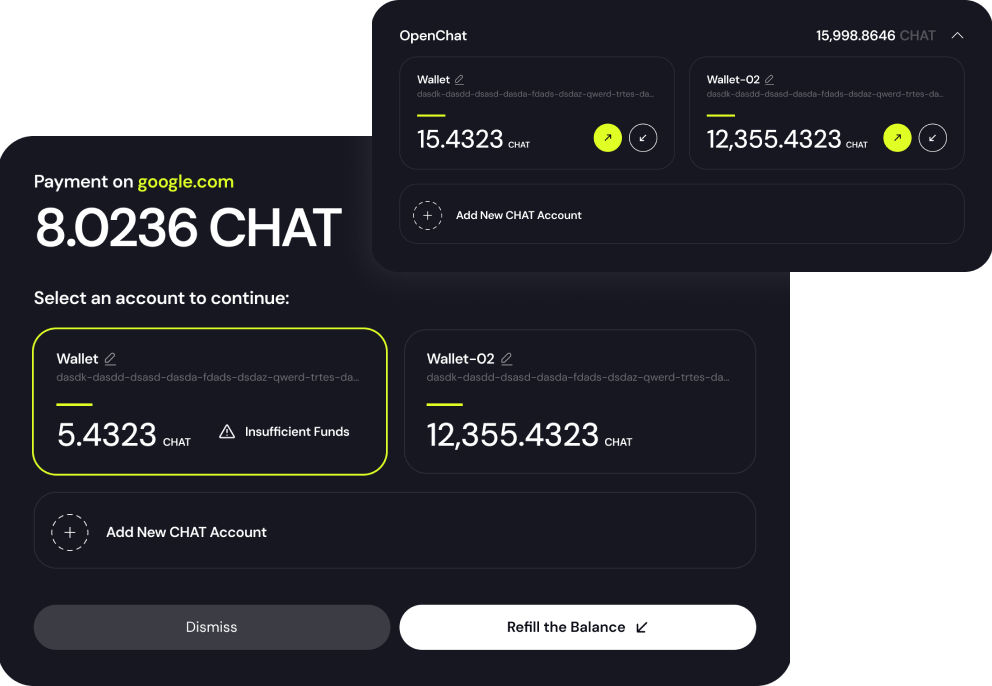 OpenChat
15,998.8646 CHAT
Wallet
dasdk-dasdd-dsasd-dasda-fdads-dsdaz-qwerd-trtes-da...
15.4323 CHAT
Wallet-02
dasdk-dasdd-dsasd-dasda-fdads-dsdaz-qwerd-trtes-da...
12,355.4323 CHAT
Add New CHAT Account
Payment on google.com
8.0236 CHAT
Select an account to continue:
Wallet
dasdk-dasdd-dsasd-dasda-fdads-dsdaz-qwerd-trtes-da...
5.4323 CHAT
Insufficient Funds
Wallet-02
dasdk-dasdd-dsasd-dasda-fdads-dsdaz-qwerd-trtes-da...
12,355.4323 CHAT
Add New CHAT Account
Dismiss
Refill the Balance